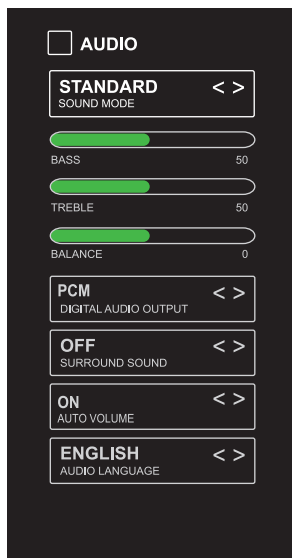 AUDIO
STANDARD < >
SOUND MODE
BASS 50
TREBLE 50
BALANCE 0
PCM < >
DIGITAL AUDIO OUTPUT
OFF < >
SURROUND SOUND
ON < >
AUTO VOLUME
ENGLISH < >
AUDIO LANGUAGE